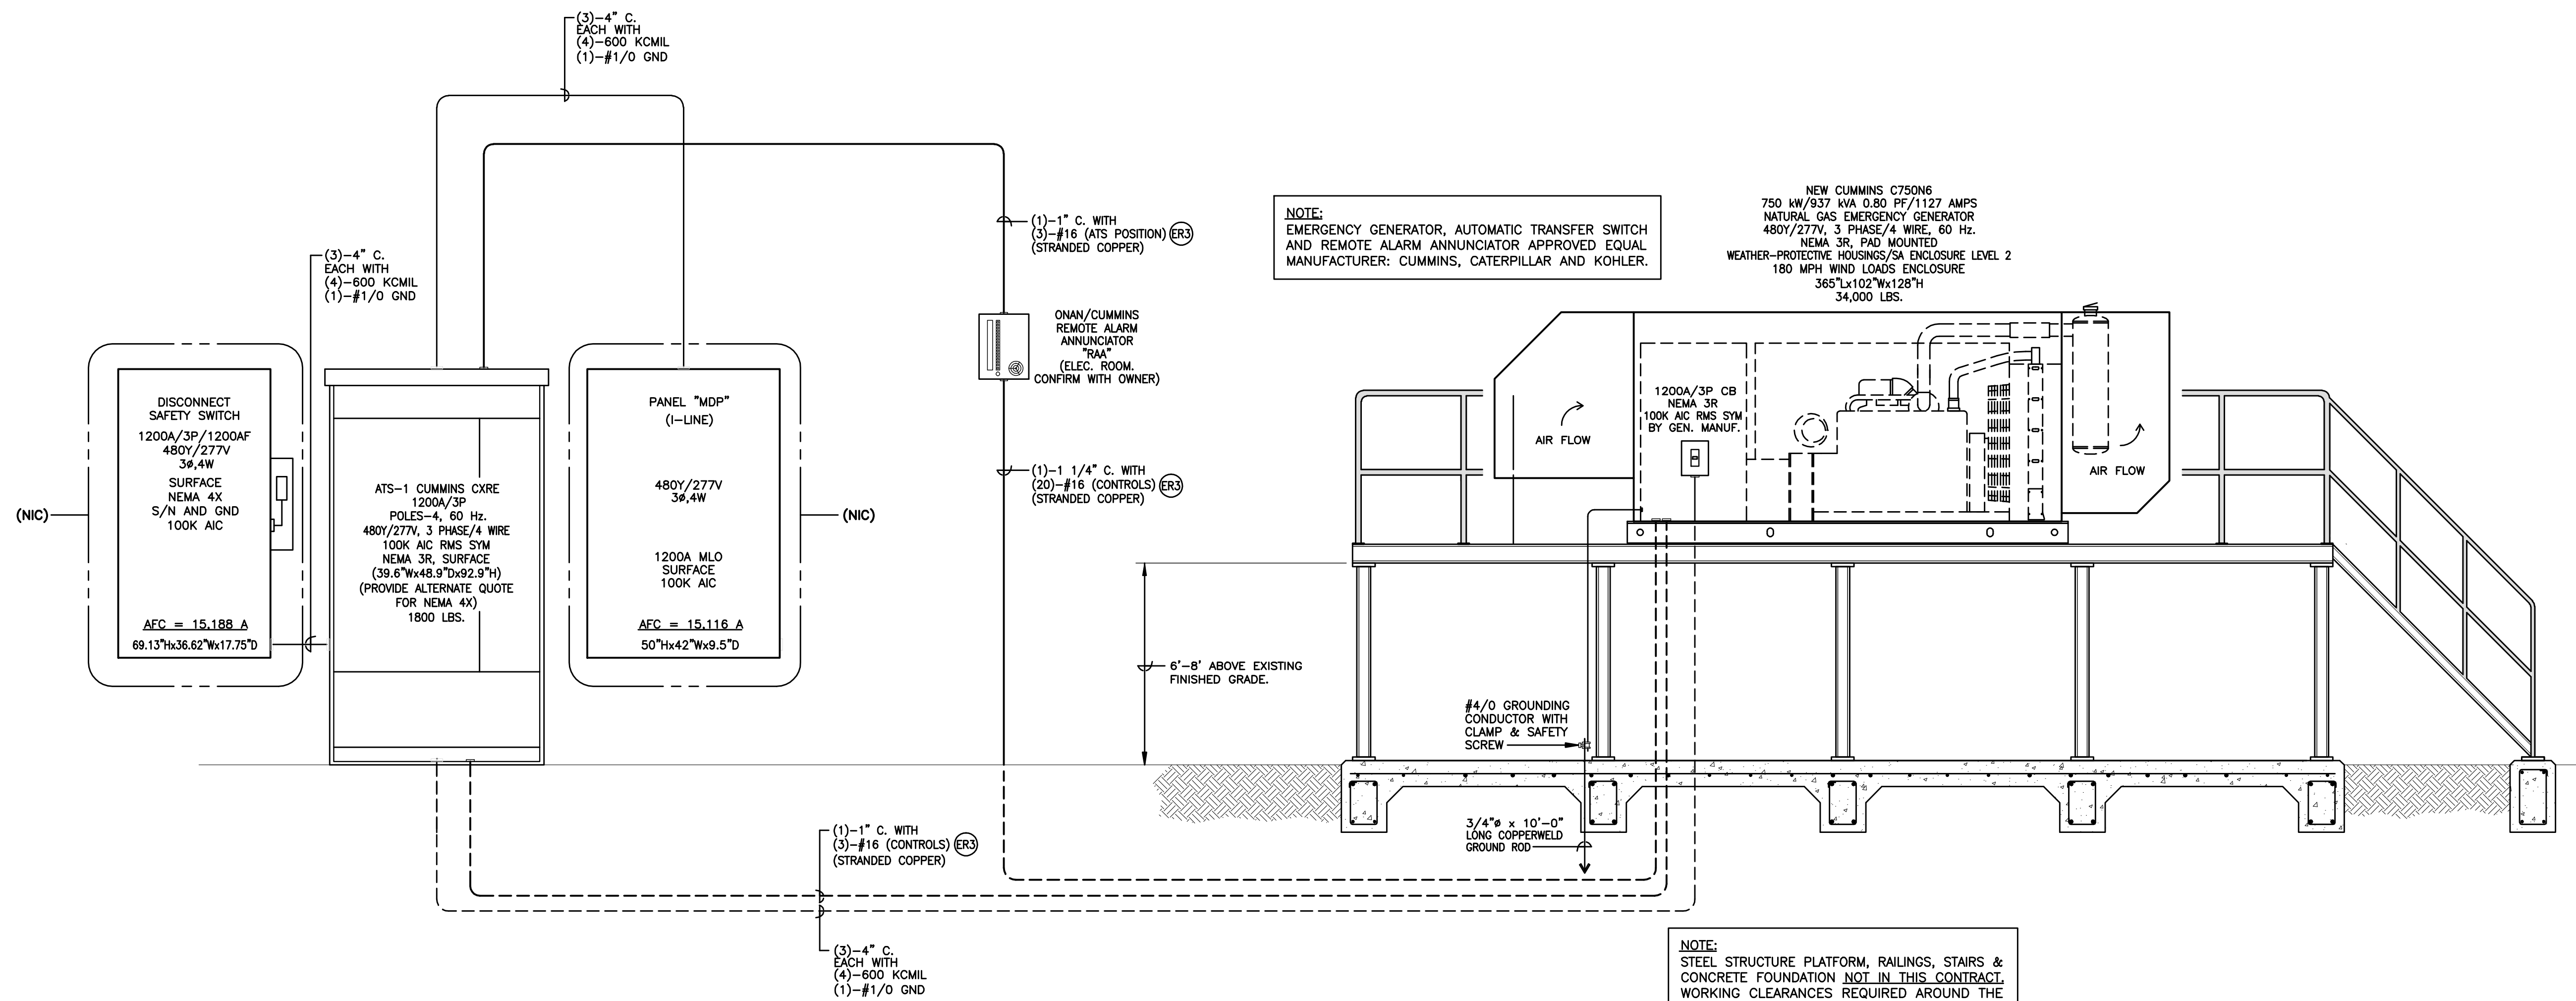 (3)-4" C.
EACH WITH
(4)-600 KCMIL
(1)-#1/0 GND
(3)-4" C.
EACH WITH
(4)-600 KCMIL
(1)-#1/0 GND
(NIC)
DISCONNECT
SAFETY SWITCH
1200A/3P/1200AF
480Y/277V
3ø,4W
SURFACE
NEMA 4X
S/N AND GND
100K AIC
AFC = 15,188 A
69.13"Hx36.62"Wx17.75"D
ATS-1 CUMMINS CXRE
1200A/3P
POLES-4, 60 Hz.
480Y/277V, 3 PHASE/4 WIRE
100K AIC RMS SYM
NEMA 3R, SURFACE
(39.6"Wx48.9"Dx92.9"H)
(PROVIDE ALTERNATE QUOTE
FOR NEMA 4X)
1800 LBS.
PANEL "MDP"
(I-LINE)
480Y/277V
3ø,4W
1200A MLO
SURFACE
100K AIC
AFC = 15,116 A
50"Hx42"Wx9.5"D
(NIC)
(1)-1" C. WITH
(3)-#16 (ATS POSITION) ER3
(STRANDED COPPER)
ONAN/CUMMINS
REMOTE ALARM
ANNUNCIATOR
"RAA"
(ELEC. ROOM.
CONFIRM WITH OWNER)
(1)-1 1/4" C. WITH
(20)-#16 (CONTROLS) ER3
(STRANDED COPPER)
(1)-1" C. WITH
(3)-#16 (CONTROLS) ER3
(STRANDED COPPER)
(3)-4" C.
EACH WITH
(4)-600 KCMIL
(1)-#1/0 GND
NOTE:
EMERGENCY GENERATOR, AUTOMATIC TRANSFER SWITCH
AND REMOTE ALARM ANNUNCIATOR APPROVED EQUAL
MANUFACTURER: CUMMINS, CATERPILLAR AND KOHLER.
NEW CUMMINS C750N6
750 kW/937 kVA 0.80 PF/1127 AMPS
NATURAL GAS EMERGENCY GENERATOR
480Y/277V, 3 PHASE/4 WIRE, 60 Hz.
NEMA 3R, PAD MOUNTED
WEATHER-PROTECTIVE HOUSINGS/SA ENCLOSURE LEVEL 2
180 MPH WIND LOADS ENCLOSURE
365"Lx102"Wx128"H
34,000 LBS.
AIR FLOW
1200A/3P CB
NEMA 3R
100K AIC RMS SYM
BY GEN. MANUF.
AIR FLOW
6'-8' ABOVE EXISTING
FINISHED GRADE.
#4/0 GROUNDING
CONDUCTOR WITH
CLAMP & SAFETY
SCREW
3/4"ø x 10'-0"
LONG COPPERWELD
GROUND ROD
NOTE:
STEEL STRUCTURE PLATFORM, RAILINGS, STAIRS &
CONCRETE FOUNDATION NOT IN THIS CONTRACT.
WORKING CLEARANCES REQUIRED AROUND THE